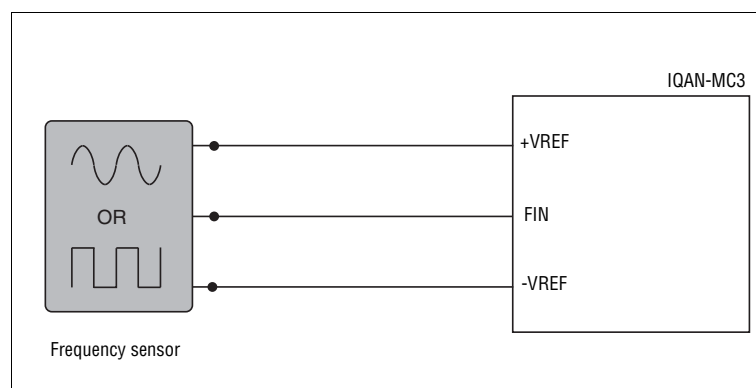 IQAN-MC3
+VREF
OR
FIN
-VREF
Frequency sensor